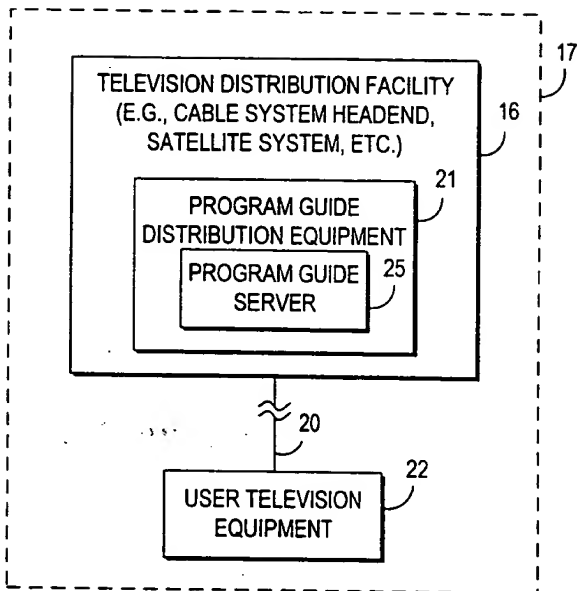 17
TELEVISION DISTRIBUTION FACILITY
(E.G., CABLE SYSTEM HEADEND,
SATELLITE SYSTEM, ETC.)
16
21
PROGRAM GUIDE
DISTRIBUTION EQUIPMENT
PROGRAM GUIDE
SERVER
25
20
22
USER TELEVISION
EQUIPMENT